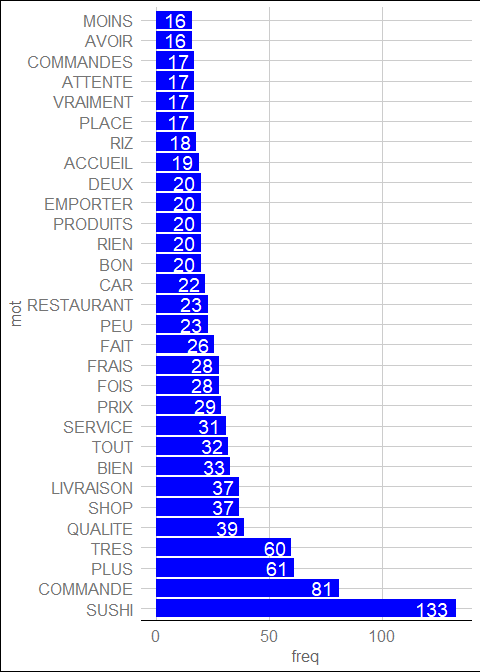 MOINS 16
AVOIR 16
COMMANDES 17
ATTENTE 17
VRAIMENT 17
PLACE 17
RIZ 18
ACCUEIL 19
DEUX 20
EMPORTER 20
PRODUITS 20
RIEN 20
BON 20
CAR 22
RESTAURANT 23
PEU 23
FAIT 26
FRAIS 28
FOIS 28
PRIX 29
SERVICE 31
TOUT 32
BIEN 33
LIVRAISON 37
SHOP 37
QUALITE 39
TRES 60
PLUS 61
COMMANDE 81
SUSHI 133
mot
0 50 100
freq